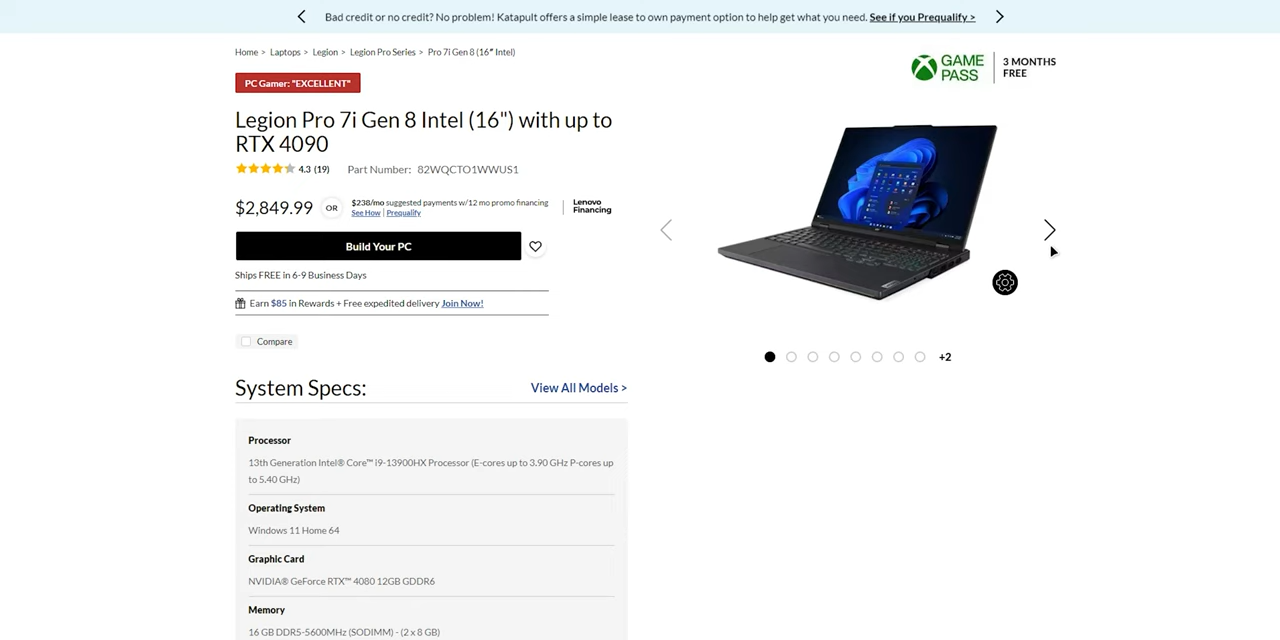 Bad credit or no credit? No problem! Katapult offers a simple lease to own payment option to help get what you need. See if you Prequalify >
Home > Laptops > Legion > Legion Pro Series > Pro 7i Gen 8 (16" Intel)
GAME PASS
3 MONTHS FREE
PC Gamer: "EXCELLENT"
Legion Pro 7i Gen 8 Intel (16") with up to
RTX 4090
4.3 (19) Part Number: 82WQCTO1WWUS1
$2,849.99 OR $238/mo suggested payments w/12 mo promo financing
See How | Prequalify
Lenovo
Financing
Build Your PC
Ships FREE in 6-9 Business Days
Earn $85 in Rewards + Free expedited delivery Join Now!
Compare
+2
System Specs: View All Models >
Processor
13th Generation Intel® Core™ i9-13900HX Processor (E-cores up to 3.90 GHz P-cores up
to 5.40 GHz)
Operating System
Windows 11 Home 64
Graphic Card
NVIDIA® GeForce RTX™ 4080 12GB GDDR6
Memory
16 GB DDR5-5600MHz (SODIMM) - (2 x 8 GB)